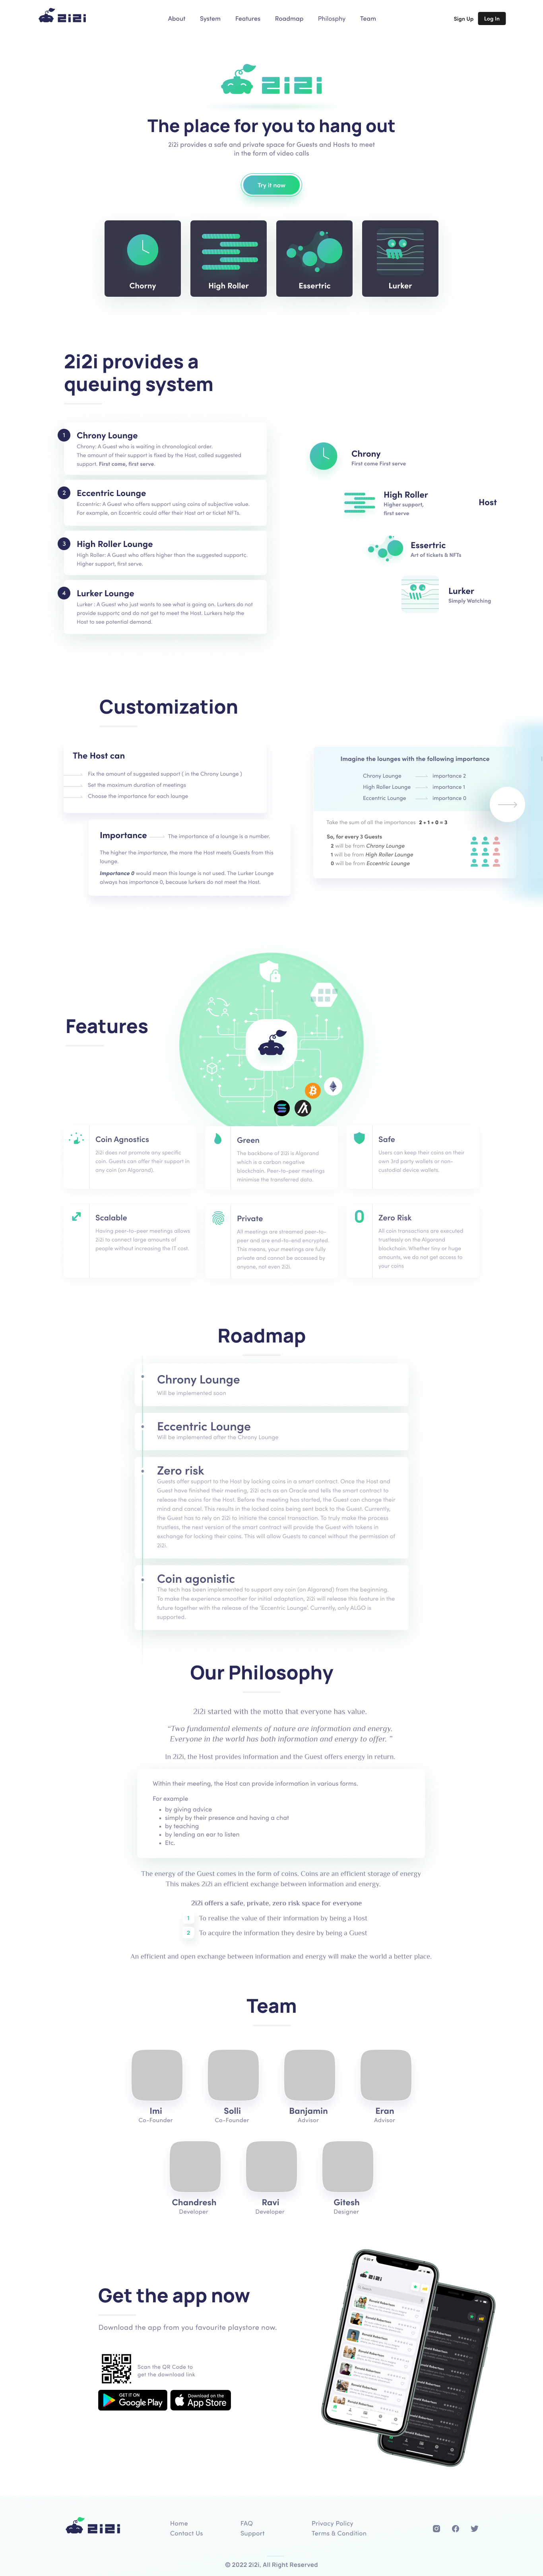 2i2i
About System Features Roadmap Philosphy Team
Sign Up Log In
2i2i
The place for you to hang out
2i2i provides a safe and private space for Guests and Hosts to meet
in the form of video calls
Try it now
Chorny
High Roller
Essertric
Lurker
2i2i provides a
queuing system
1 Chrony Lounge
Chrony: A Guest who is waiting in chronological order.
The amount of their support is fixed by the Host, called suggested
support. First come, first serve.
2 Eccentric Lounge
Eccentric: A Guest who offers support using coins of subjective value.
For example, an Eccentric could offer their Host art or ticket NFTs.
3 High Roller Lounge
High Roller: A Guest who offers higher than the suggested supportc.
Higher support, first serve.
4 Lurker Lounge
Lurker : A Guest who just wants to see what is going on. Lurkers do not
provide supportc and do not get to meet the Host. Lurkers help the
Host to see potential demand.
Chrony
First come First serve
High Roller
Higher support,
first serve
Host
Essertric
Art of tickets & NFTs
Lurker
Simply Watching
Customization
The Host can
Fix the amount of suggested support ( in the Chrony Lounge )
Set the maximum duration of meetings
Choose the importance for each lounge
Importance The importance of a lounge is a number.
The higher the importance, the more the Host meets Guests from this
lounge.
Importance 0 would mean this lounge is not used. The Lurker Lounge
always has importance 0, because lurkers do not meet the Host.
Imagine the lounges with the following importance
Chrony Lounge importance 2
High Roller Lounge importance 1
Eccentric Lounge importance 0
Take the sum of all the importances 2 + 1 + 0 = 3
So, for every 3 Guests
2 will be from Chrony Lounge
1 will be from High Roller Lounge
0 will be from Eccentric Lounge
Features
Coin Agnostics
2i2i does not promote any specific
coin. Guests can offer their support in
any coin (on Algorand).
Green
The backbone of 2i2i is Algorand
which is a carbon negative
blockchain. Peer-to-peer meetings
minimise the transferred data.
Safe
Users can keep their coins on their
own 3rd party wallets or non-
custodial device wallets.
Scalable
Having peer-to-peer meetings allows
2i2i to connect large amounts of
people without increasing the IT cost.
Private
All meetings are streamed peer-to-
peer and are end-to-end encrypted.
This means, your meetings are fully
private and cannot be accessed by
anyone, not even 2i2i.
0
Zero Risk
All coin transactions are executed
trustlessly on the Algorand
blockchain. Whether tiny or huge
amounts, we do not get access to
your coins
Roadmap
Chrony Lounge
Will be implemented soon
Eccentric Lounge
Will be implemented after the Chrony Lounge
Zero risk
Guests offer support to the Host by locking coins in a smart contract. Once the Host and
Guest have finished their meeting, 2i2i acts as an Oracle and tells the smart contract to
release the coins for the Host. Before the meeting has started, the Guest can change their
mind and cancel. This results in the locked coins being sent back to the Guest. Currently,
the Guest has to rely on 2i2i to initiate the cancel transaction. To truly make the process
trustless, the next version of the smart contract will provide the Guest with tokens in
exchange for locking their coins. This will allow Guests to cancel without the permission of
2i2i.
Coin agonistic
The tech has been implemented to support any coin (on Algorand) from the beginning.
To make the experience smoother for initial adaptation, 2i2i will release this feature in the
future together with the release of the 'Eccentric Lounge'. Currently, only ALGO is
supported.
Our Philosophy
2i2i started with the motto that everyone has value.
“Two fundamental elements of nature are information and energy.
Everyone in the world has both information and energy to offer. ”
In 2i2i, the Host provides information and the Guest offers energy in return.
Within their meeting, the Host can provide information in various forms.
For example
• by giving advice
• simply by their presence and having a chat
• by teaching
• by lending an ear to listen
• Etc.
The energy of the Guest comes in the form of coins. Coins are an efficient storage of energy
This makes 2i2i an efficient exchange between information and energy.
2i2i offers a safe, private, zero risk space for everyone
1 To realise the value of their information by being a Host
2 To acquire the information they desire by being a Guest
An efficient and open exchange between information and energy will make the world a better place.
Team
Imi
Co-Founder
Solli
Co-Founder
Banjamin
Advisor
Eran
Advisor
Chandresh
Developer
Ravi
Developer
Gitesh
Designer
Get the app now
Download the app from you favourite playstore now.
Scan the QR Code to
get the download link
GET IT ON
Google Play
Download on the
App Store
2i2i
2i2i
Home FAQ Privacy Policy
Contact Us Support Terms & Condition
© 2022 2i2i, All Right Reserved